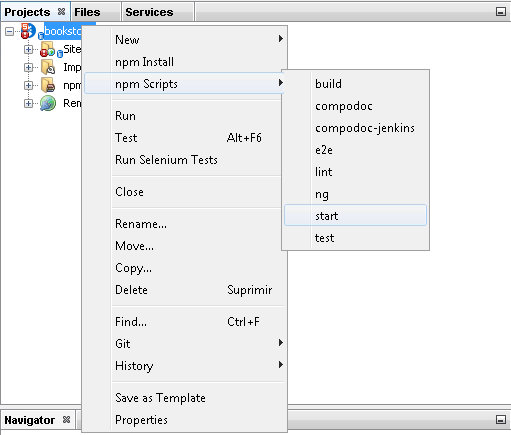 Projects Files Services
booksto
Site
Imp
npm
Ren
New
npm Install
npm Scripts
Run
Test Alt+F6
Run Selenium Tests
Close
Rename...
Move...
Copy...
Delete Suprimir
Find... Ctrl+F
Git
History
Save as Template
Properties
build
compodoc
compodoc-jenkins
e2e
lint
ng
start
test
Navigator